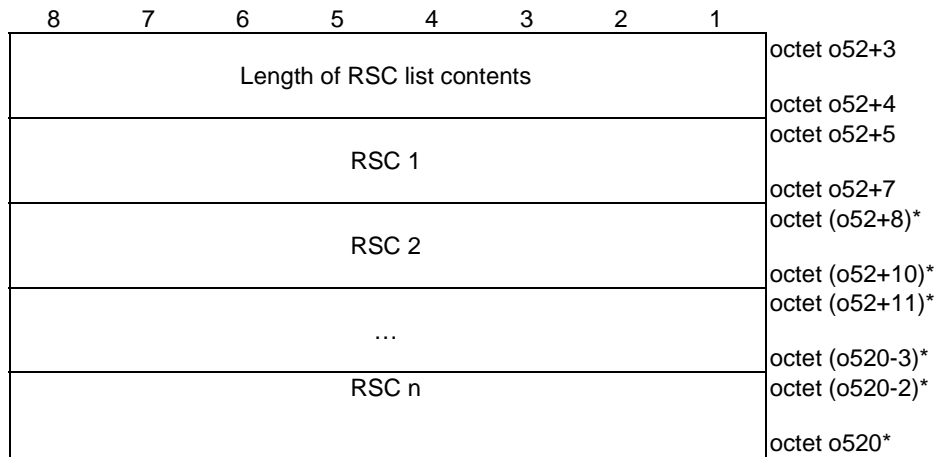 8 7 6 5 4 3 2 1
octet o52+3
Length of RSC list contents
octet o52+4
octet o52+5
RSC 1
octet o52+7
octet (o52+8)*
RSC 2
octet (o52+10)*
octet (o52+11)*
…
octet (o520-3)*
RSC n octet (o520-2)*
octet o520*